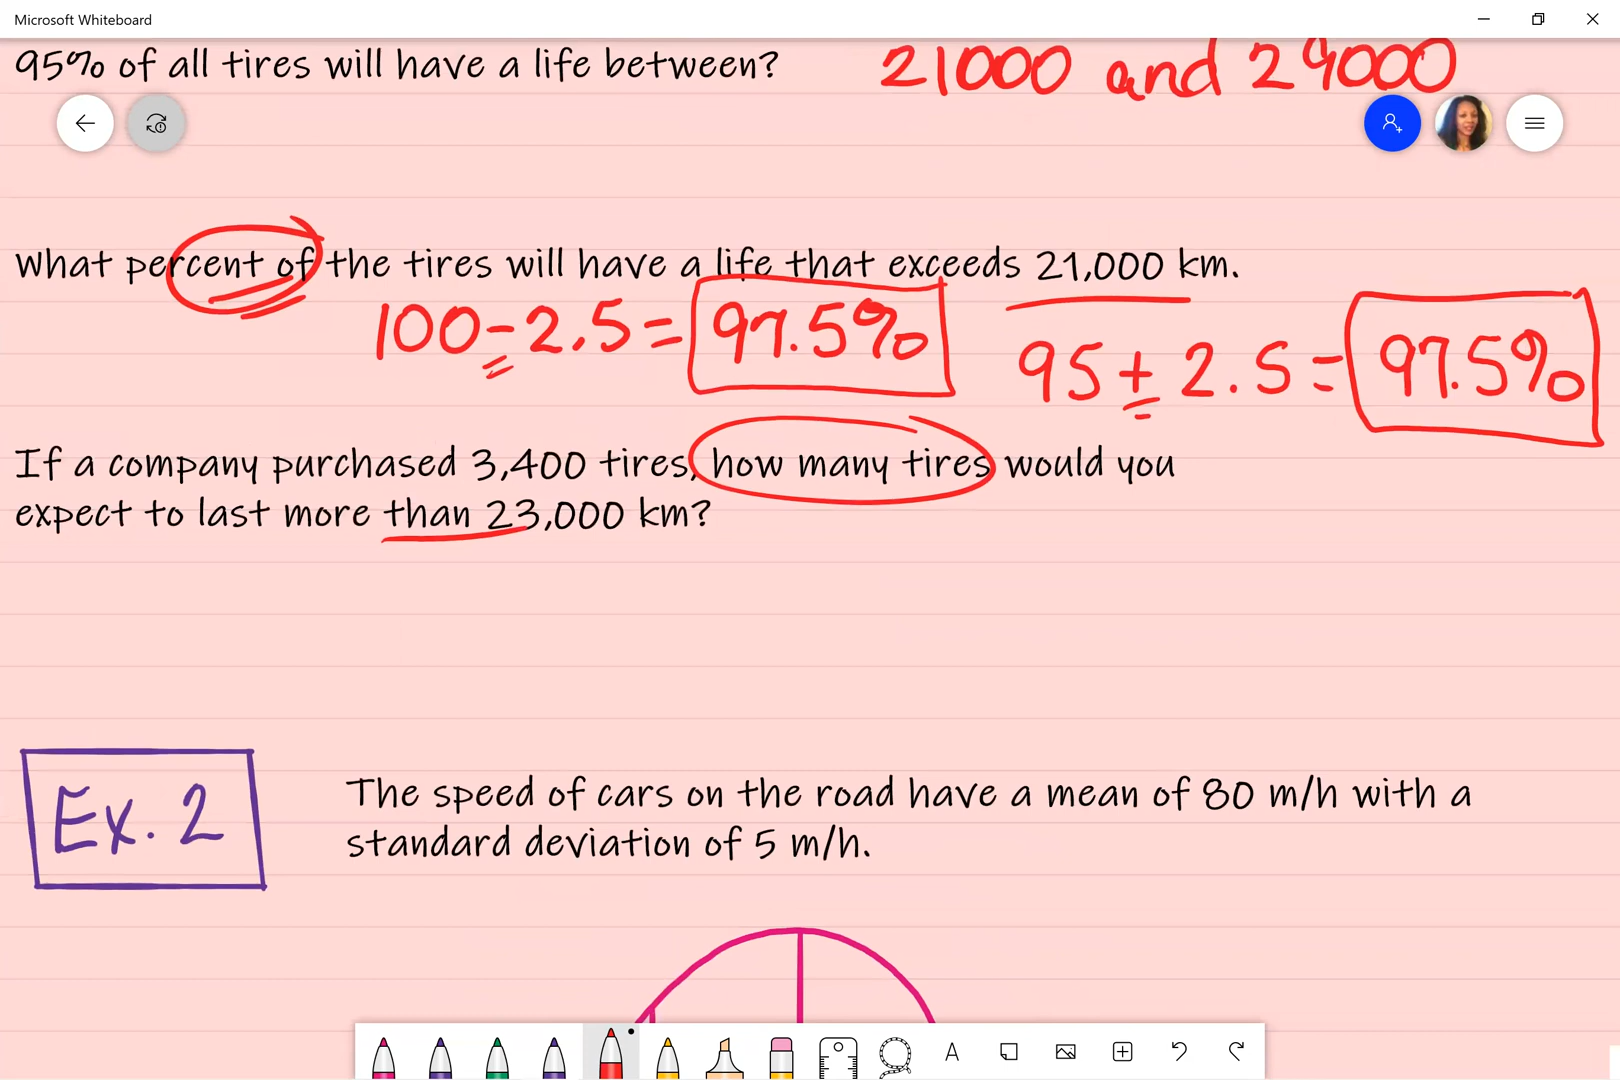 Microsoft Whiteboard
95% of all tires will have a life between? 21000 and 29000
What percent of the tires will have a life that exceeds 21,000 km.
100-2.5= 97.5%
95+2.5= 97.5%
If a company purchased 3,400 tires, how many tires would you
expect to last more than 23,000 km?
Ex. 2
The speed of cars on the road have a mean of 80 m/h with a
standard deviation of 5 m/h.
A